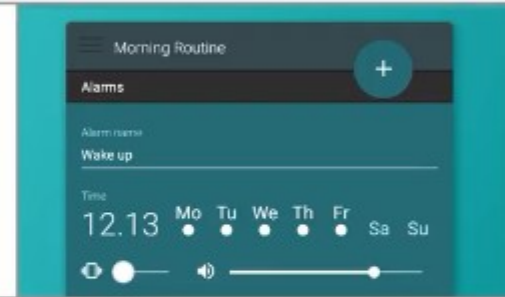 Morning Routine
+
Alarms
Alarm name
Wake up
Time
12.13 Mo Tu We Th Fr Sa Su